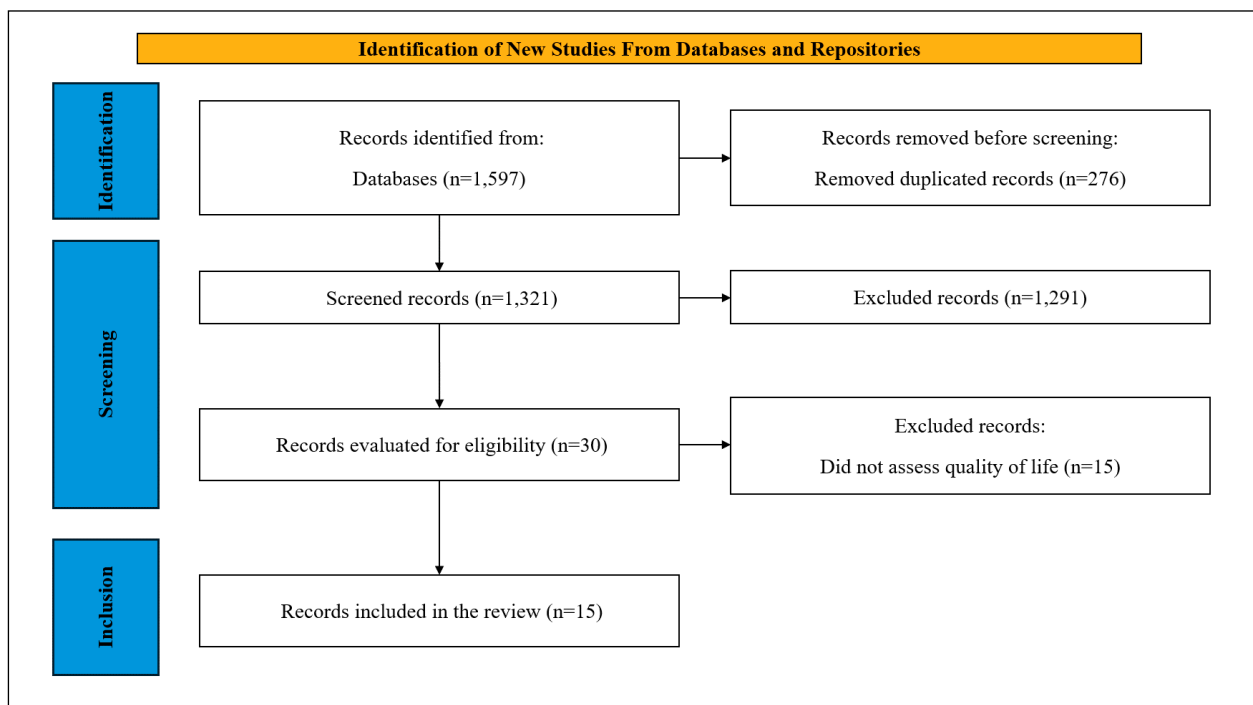 Identification of New Studies From Databases and Repositories
Identification
Records identified from:
Databases (n=1,597)
Records removed before screening:
Removed duplicated records (n=276)
Screening
Screened records (n=1,321)
Excluded records (n=1,291)
Records evaluated for eligibility (n=30)
Excluded records:
Did not assess quality of life (n=15)
Inclusion
Records included in the review (n=15)